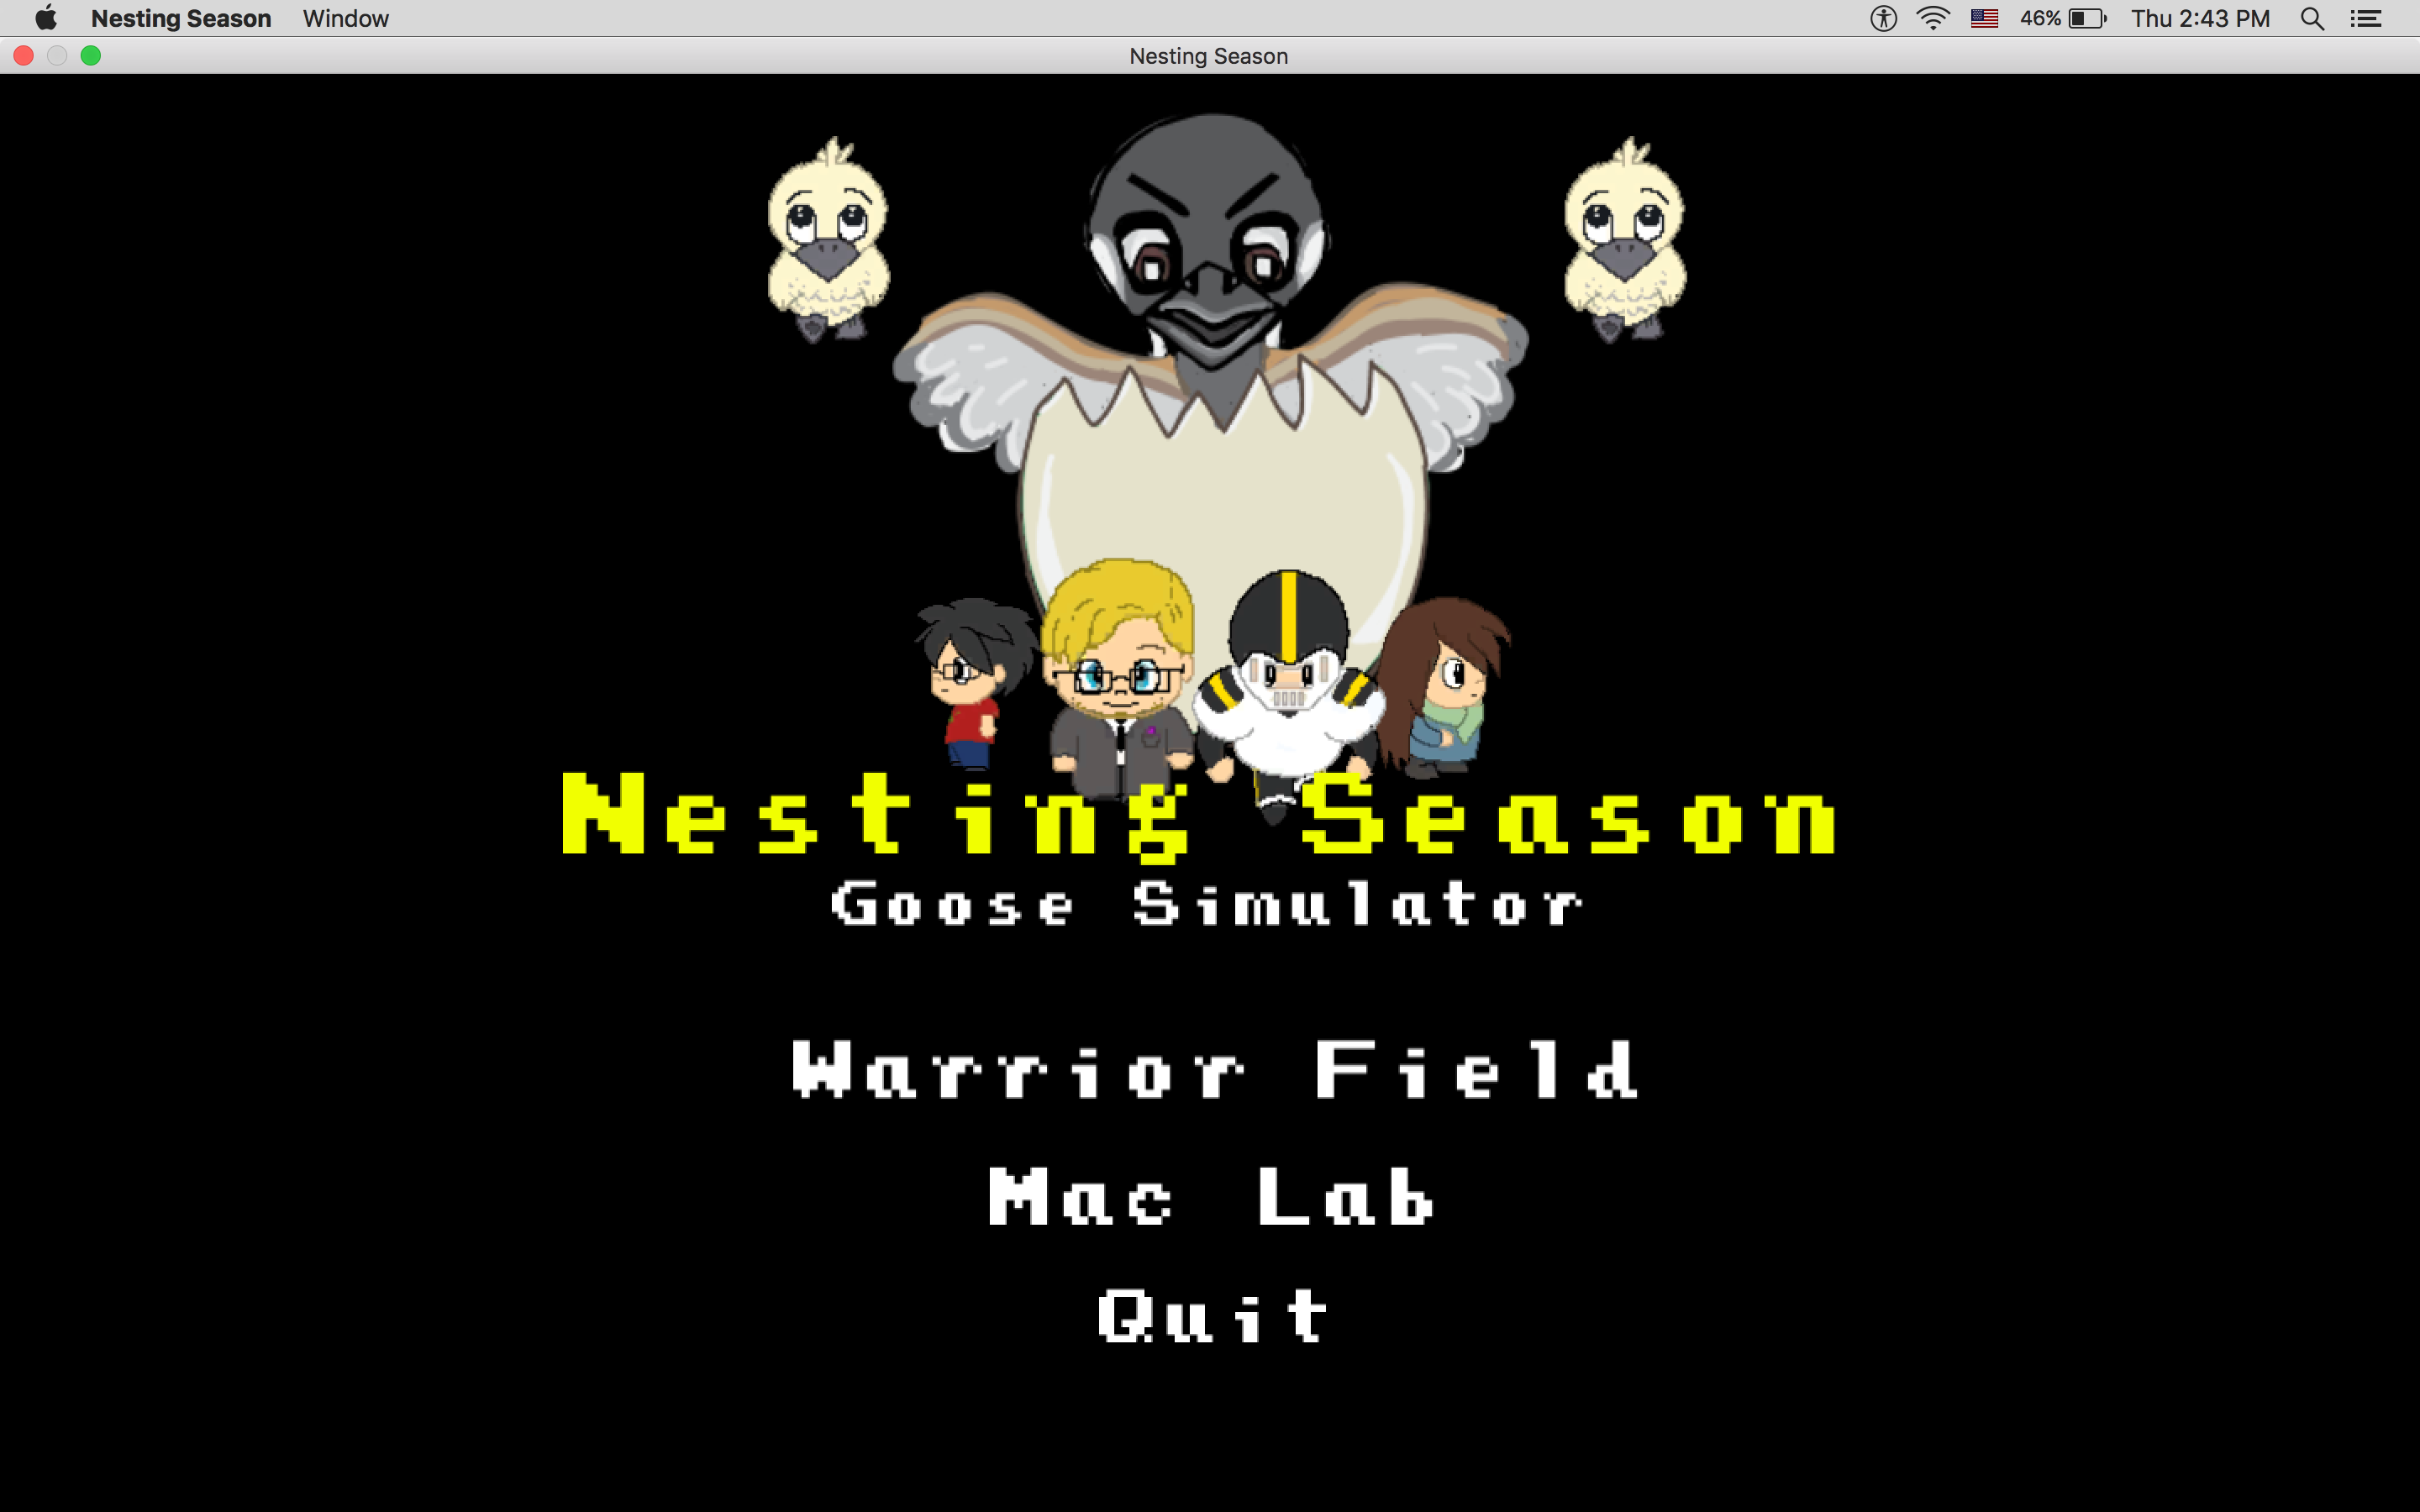 Nesting Season Window 46% Thu 2:43 PM
Nesting Season
Nesting Season
Goose Simulator
Warrior Field
Mac Lab
Quit